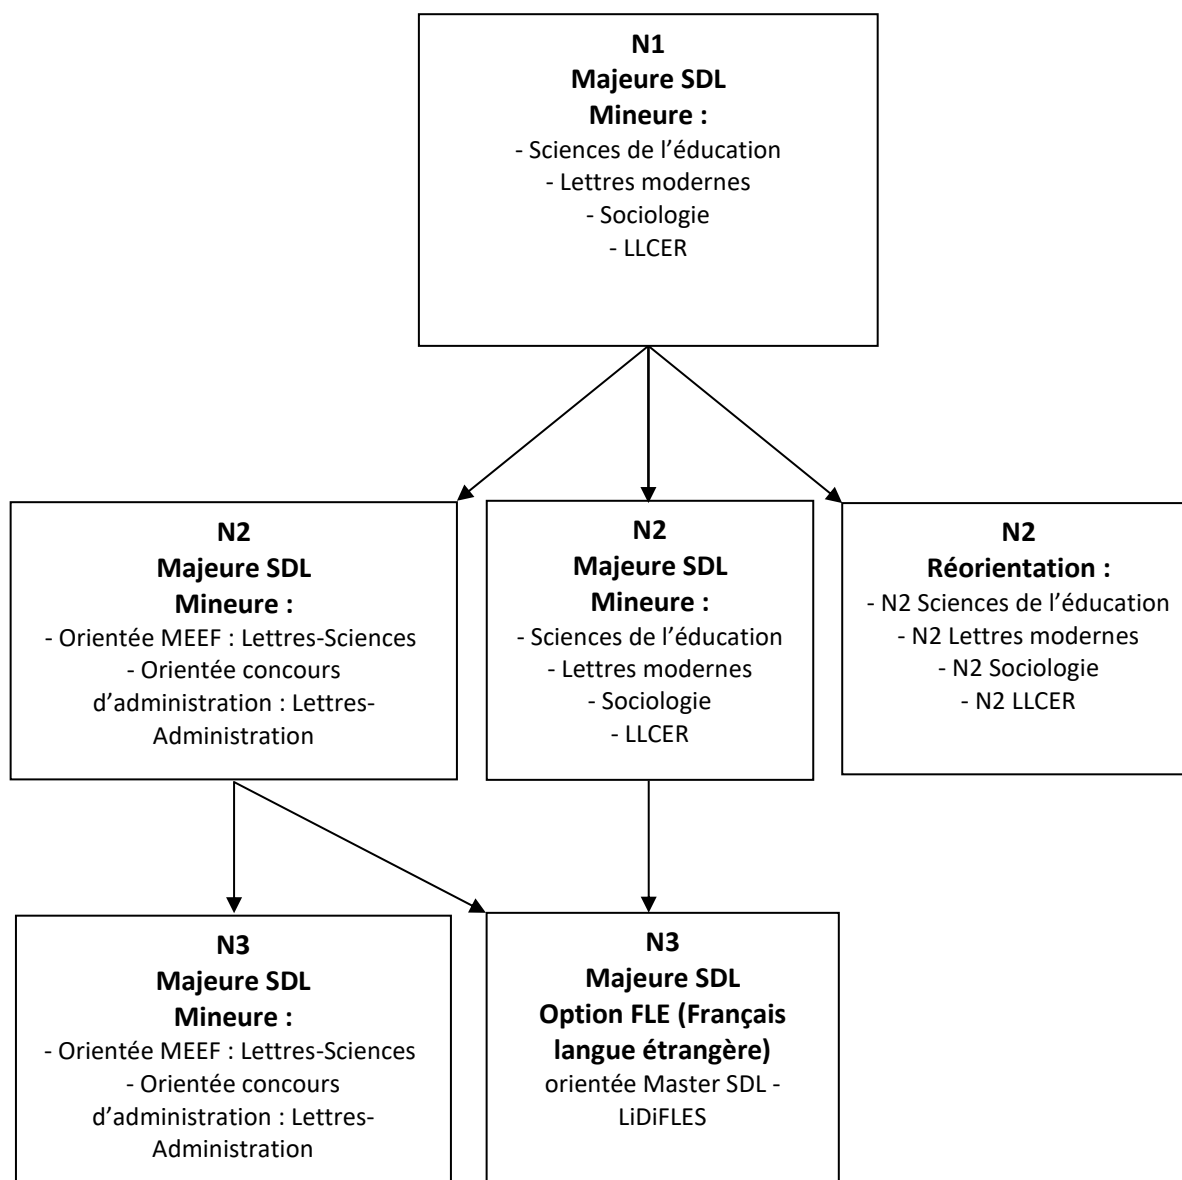 N1
Majeure SDL
Mineure :
- Sciences de l’éducation
- Lettres modernes
- Sociologie
- LLCER
N2
Majeure SDL
Mineure :
- Orientée MEEF : Lettres-Sciences
- Orientée concours
d’administration : Lettres-
Administration
N2
Majeure SDL
Mineure :
- Sciences de l’éducation
- Lettres modernes
- Sociologie
- LLCER
N2
Réorientation :
- N2 Sciences de l’éducation
- N2 Lettres modernes
- N2 Sociologie
- N2 LLCER
N3
Majeure SDL
Mineure :
- Orientée MEEF : Lettres-Sciences
- Orientée concours
d’administration : Lettres-
Administration
N3
Majeure SDL
Option FLE (Français
langue étrangère)
orientée Master SDL -
LiDiFLES